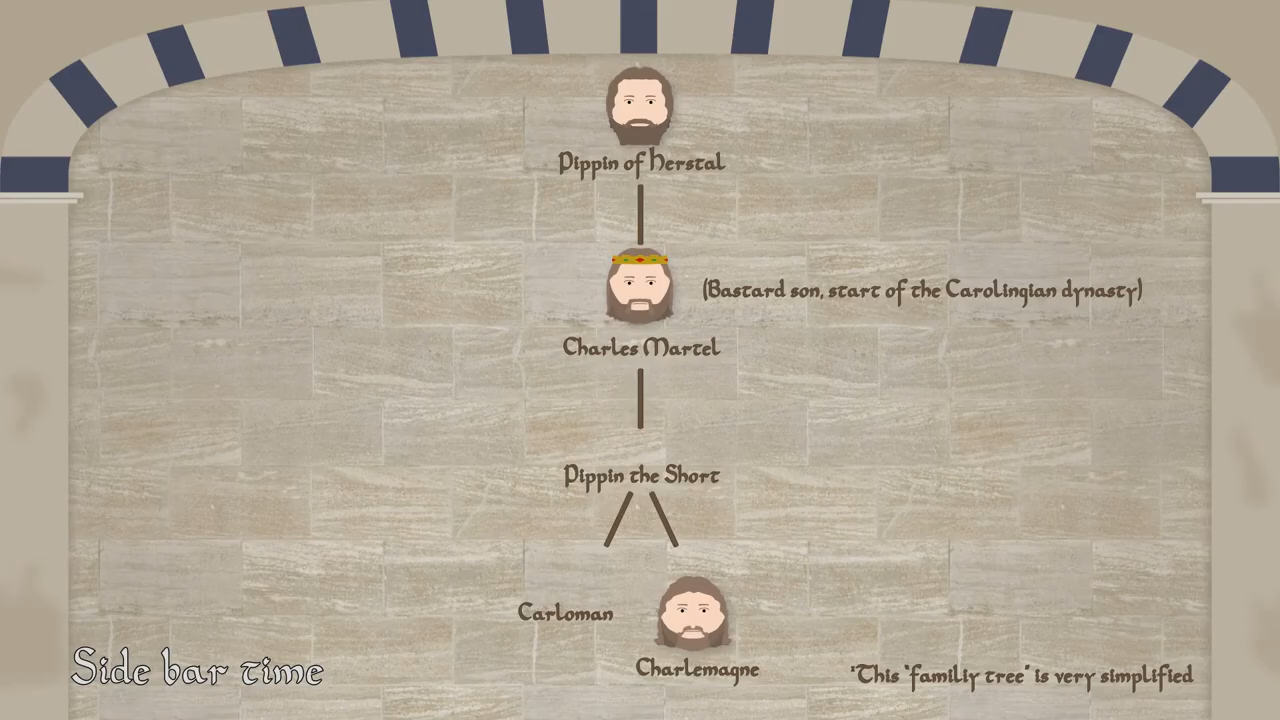 Pippin of Herstal
(Bastard son, start of the Carolingian dynasty)
Charles Martel
Pippin the Short
Carloman
Charlemagne
Side bar time
"This "familiy tree" is very simplified